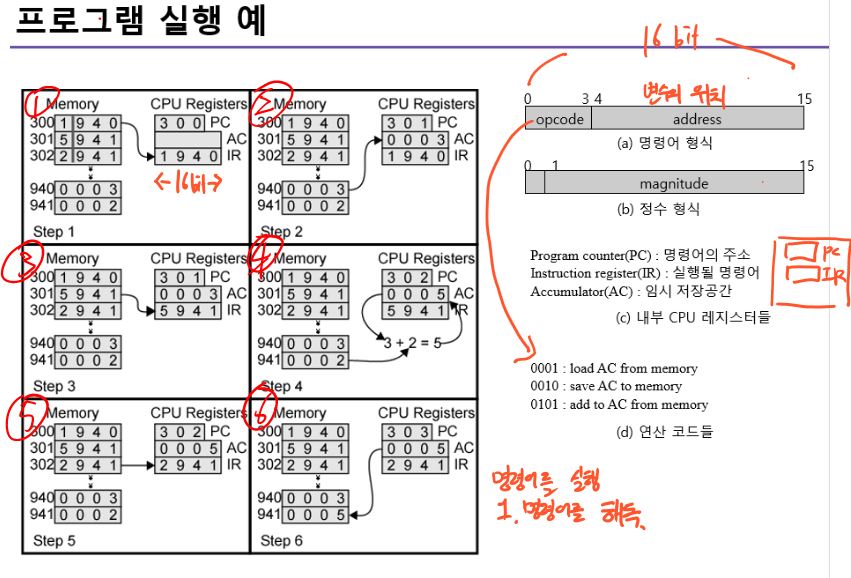 프로그램 실행 예
16 bit
① Memory CPU Registers
300 1 9 4 0 3 0 0 PC
301 5 9 4 1 AC
302 2 9 4 1 1 9 4 0 IR
←16bit→
940 0 0 0 3
941 0 0 0 2
Step 1
② Memory CPU Registers
300 1 9 4 0 3 0 1 PC
301 5 9 4 1 0 0 0 3 AC
302 2 9 4 1 1 9 4 0 IR
940 0 0 0 3
941 0 0 0 2
Step 2
③ Memory CPU Registers
300 1 9 4 0 3 0 1 PC
301 5 9 4 1 0 0 0 3 AC
302 2 9 4 1 5 9 4 1 IR
940 0 0 0 3
941 0 0 0 2
Step 3
④ Memory CPU Registers
300 1 9 4 0 3 0 2 PC
301 5 9 4 1 0 0 0 5 AC
302 2 9 4 1 5 9 4 1 IR
940 0 0 0 3
941 0 0 0 2
3 + 2 = 5
Step 4
⑤ Memory CPU Registers
300 1 9 4 0 3 0 2 PC
301 5 9 4 1 0 0 0 5 AC
302 2 9 4 1 2 9 4 1 IR
940 0 0 0 3
941 0 0 0 2
Step 5
⑥ Memory CPU Registers
300 1 9 4 0 3 0 3 PC
301 5 9 4 1 0 0 0 5 AC
302 2 9 4 1 2 9 4 1 IR
940 0 0 0 3
941 0 0 0 5
Step 6
변수의 위치
0 3 4 15
opcode address
(a) 명령어 형식
0 1 15
magnitude
(b) 정수 형식
Program counter(PC) : 명령어의 주소
Instruction register(IR) : 실행될 명령어
Accumulator(AC) : 임시 저장공간
PC
IR
(c) 내부 CPU 레지스터들
0001 : load AC from memory
0010 : save AC to memory
0101 : add to AC from memory
(d) 연산 코드들
명령어를 실행
1. 명령어를 해독.